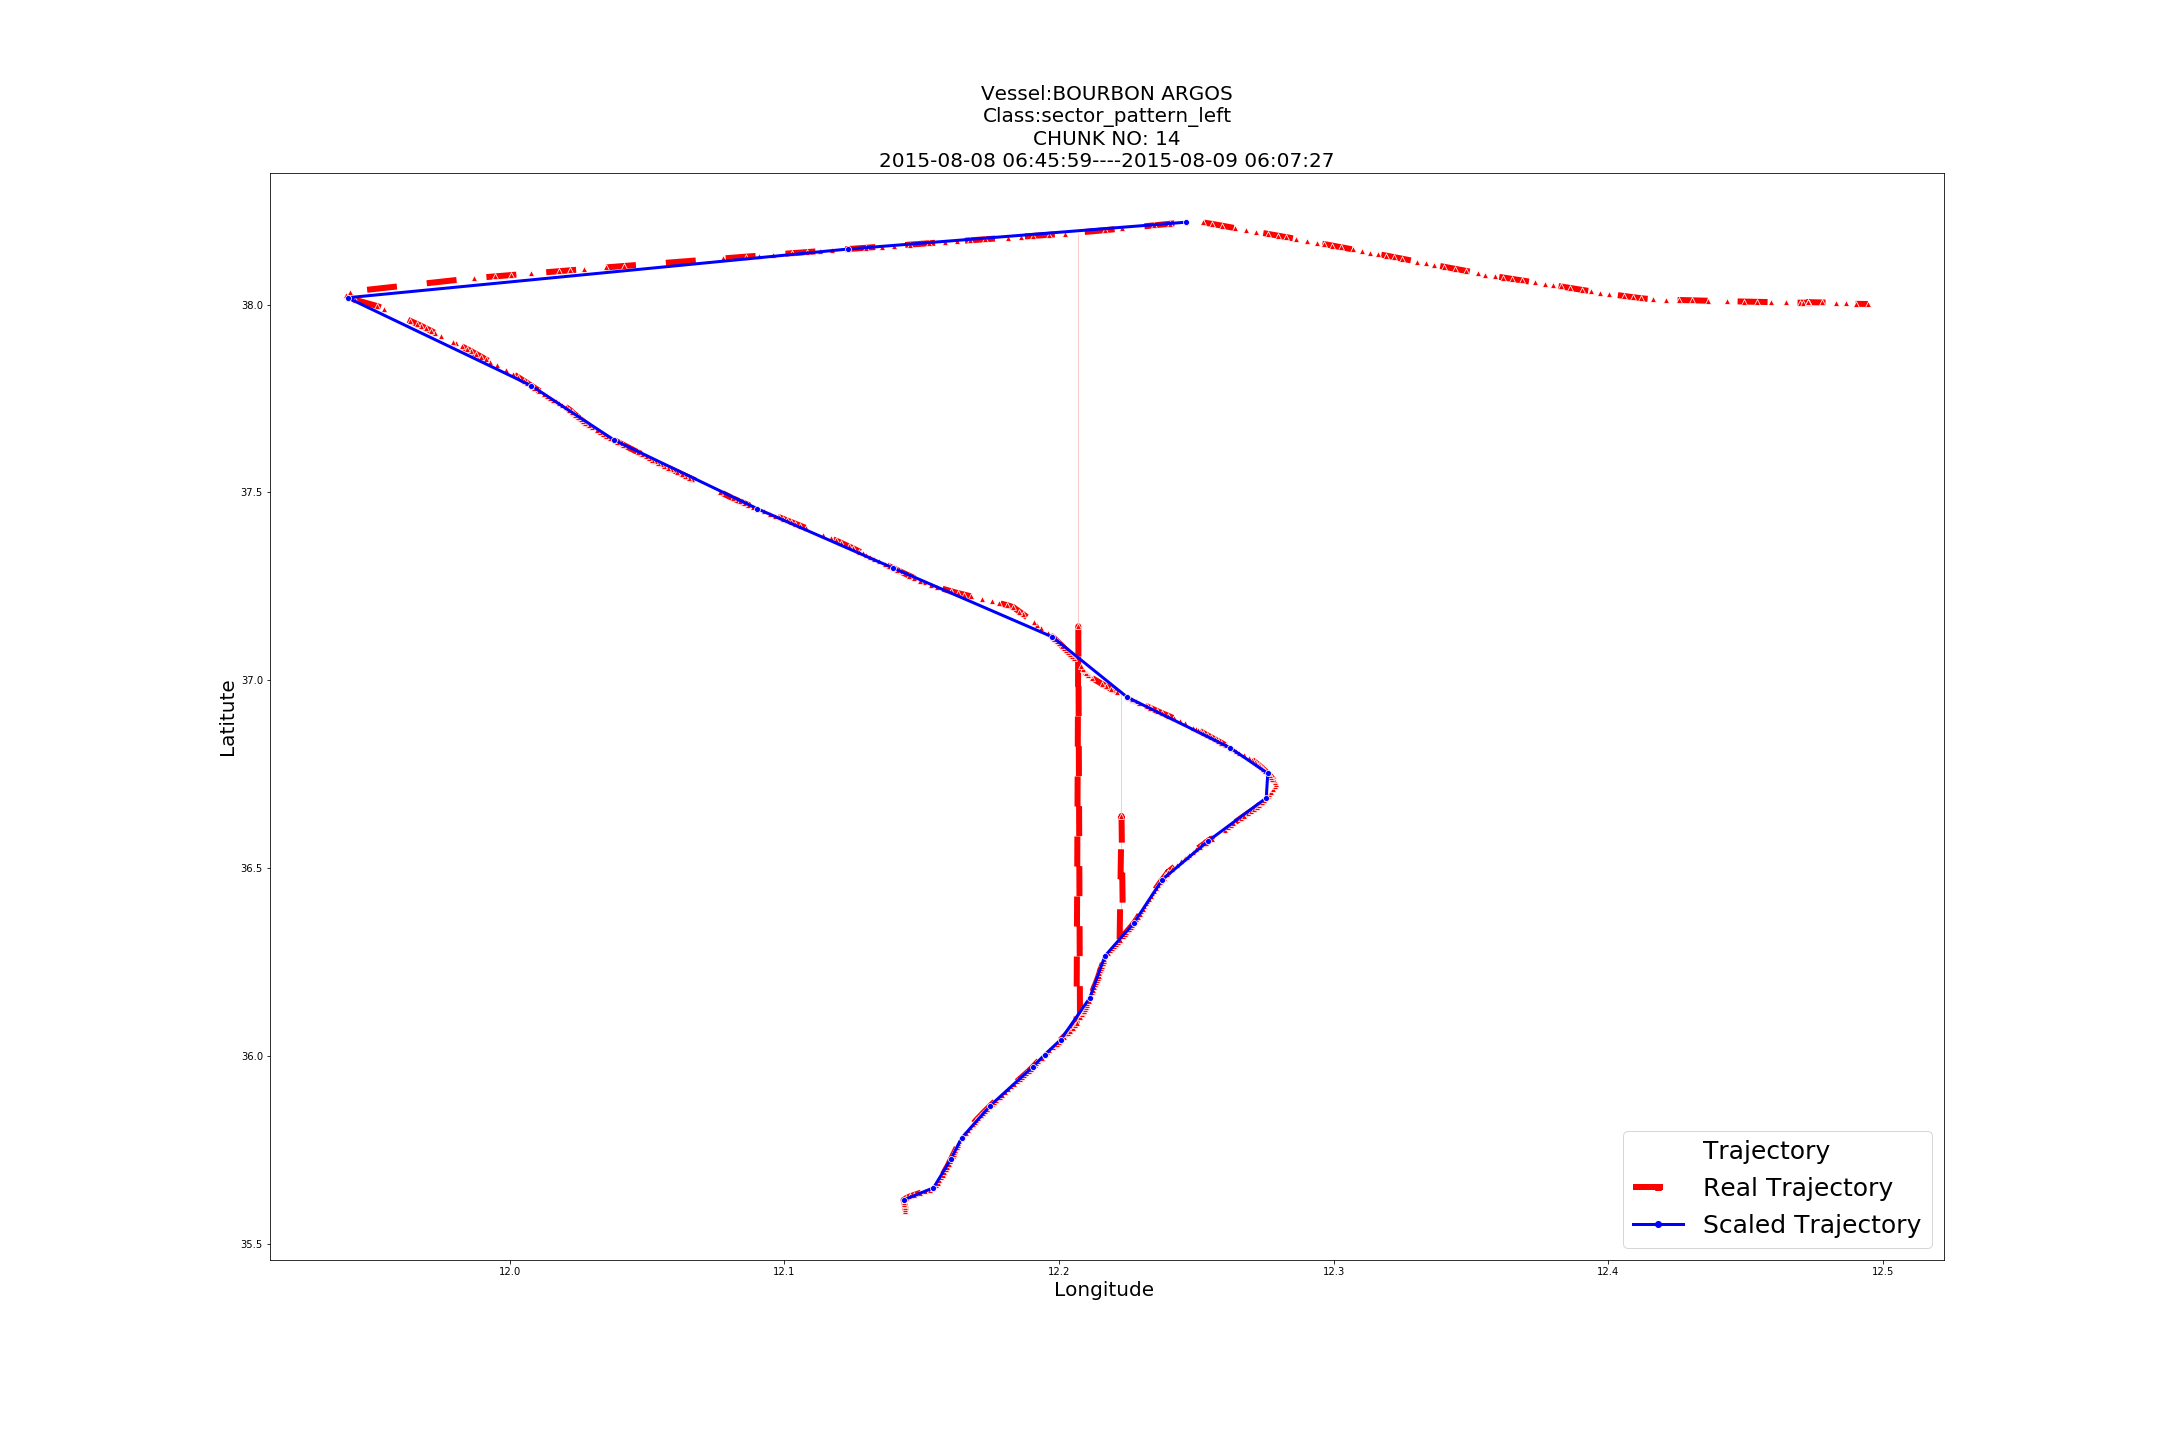 Vessel:BOURBON ARGOS
Class:sector_pattern_left
CHUNK NO: 14
2015-08-08 06:45:59----2015-08-09 06:07:27
38.0
37.5
37.0
36.5
36.0
35.5
Latitute
12.0
12.1
12.2
12.3
12.4
12.5
Longitude
Trajectory
Real Trajectory
Scaled Trajectory